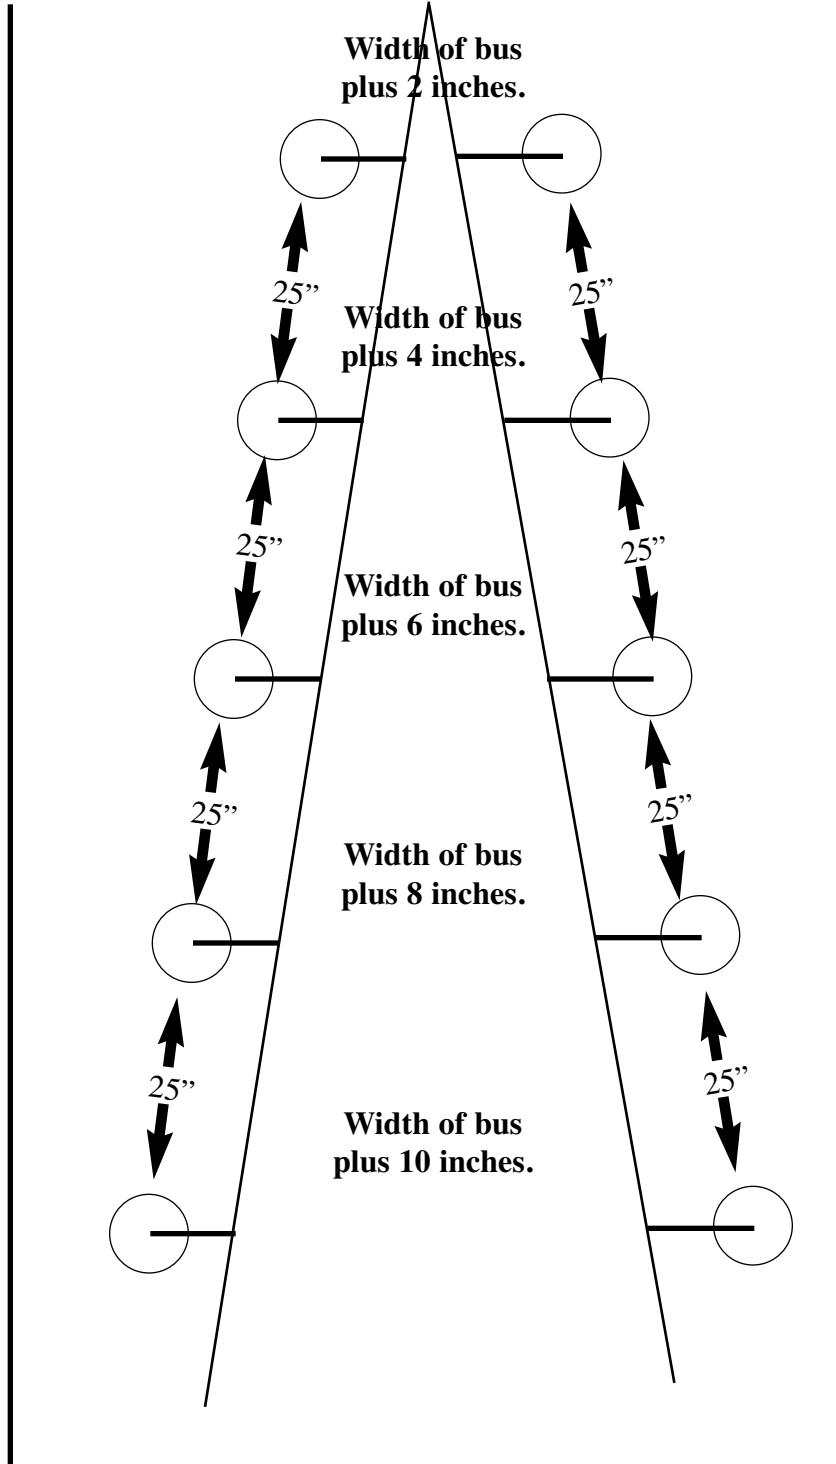 Width of bus
plus 2 inches.
25” 25”
Width of bus
plus 4 inches.
25” 25”
Width of bus
plus 6 inches.
25” 25”
Width of bus
plus 8 inches.
25” 25”
Width of bus
plus 10 inches.